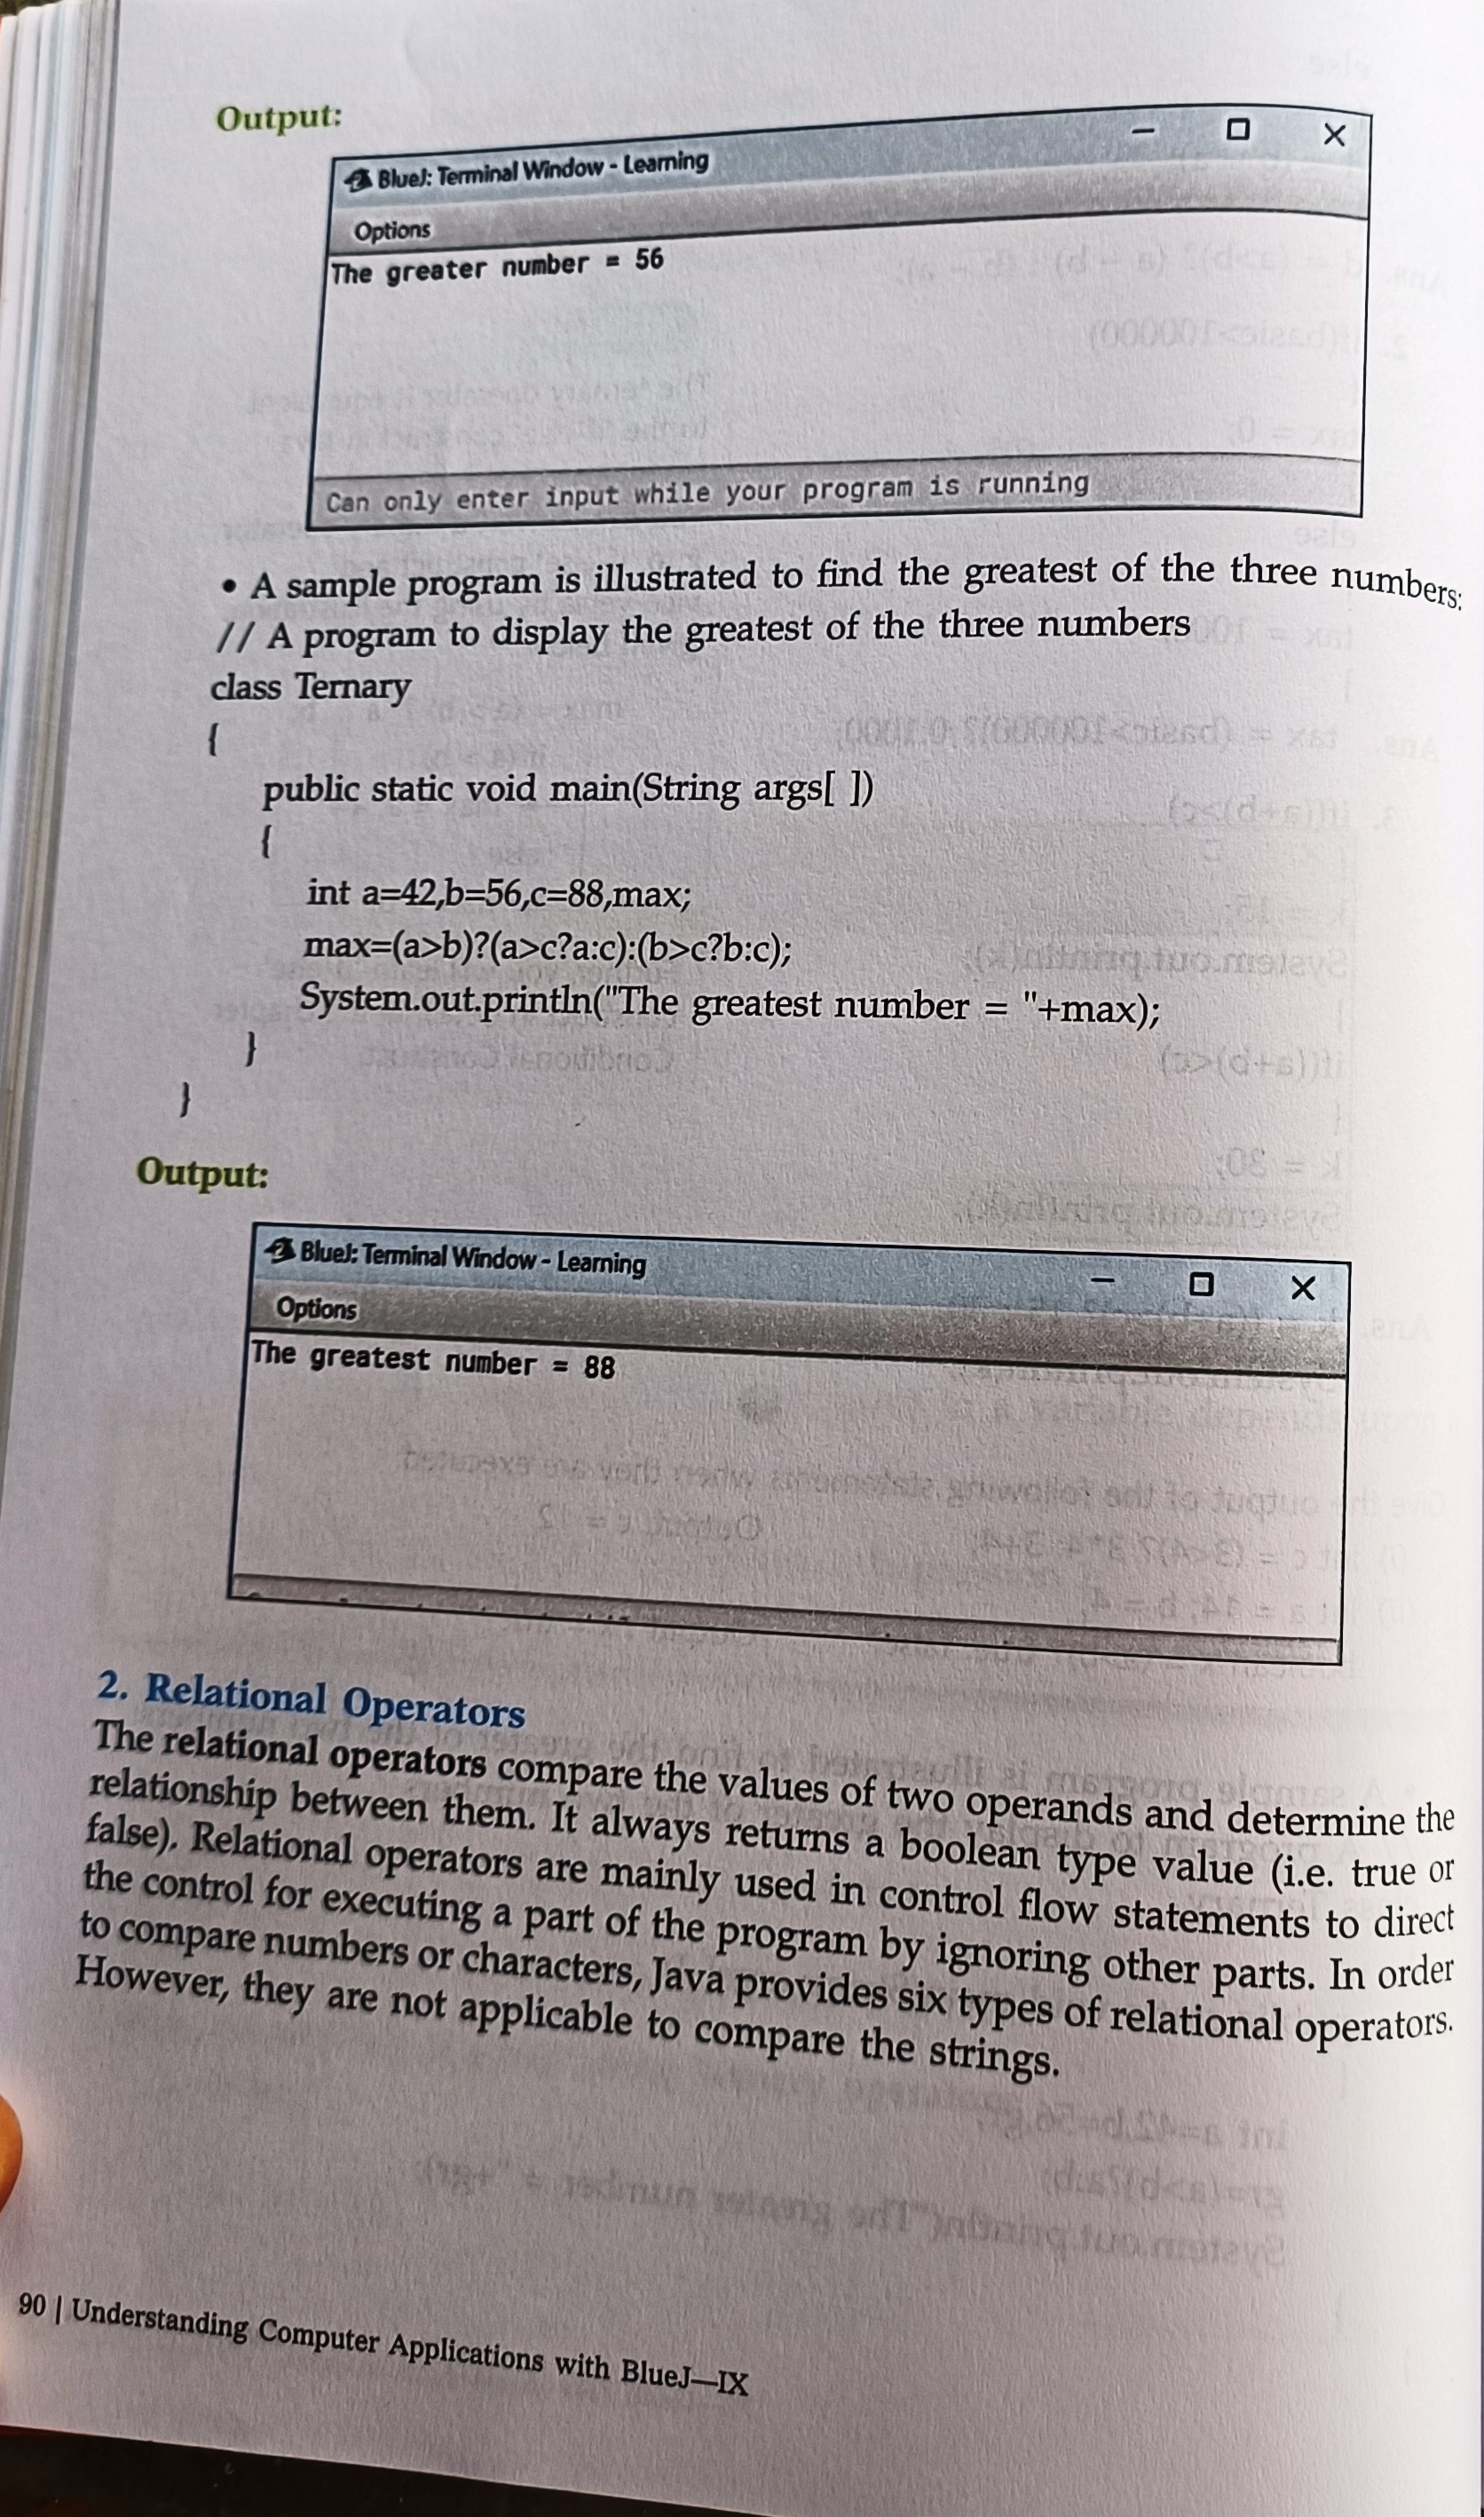 Output:
BlueJ: Terminal Window - Learning
Options
The greater number = 56
Can only enter input while your program is running
• A sample program is illustrated to find the greatest of the three numbers:
// A program to display the greatest of the three numbers
class Ternary
{
public static void main(String args[ ])
{
int a=42,b=56,c=88,max;
max=(a>b)?(a>c?a:c):(b>c?b:c);
System.out.println("The greatest number = "+max);
}
}
Output:
BlueJ: Terminal Window - Learning
Options
The greatest number = 88
2. Relational Operators
The relational operators compare the values of two operands and determine the
relationship between them. It always returns a boolean type value (i.e. true or
false). Relational operators are mainly used in control flow statements to direct
the control for executing a part of the program by ignoring other parts. In order
to compare numbers or characters, Java provides six types of relational operators.
However, they are not applicable to compare the strings.
90 | Understanding Computer Applications with BlueJ—IX